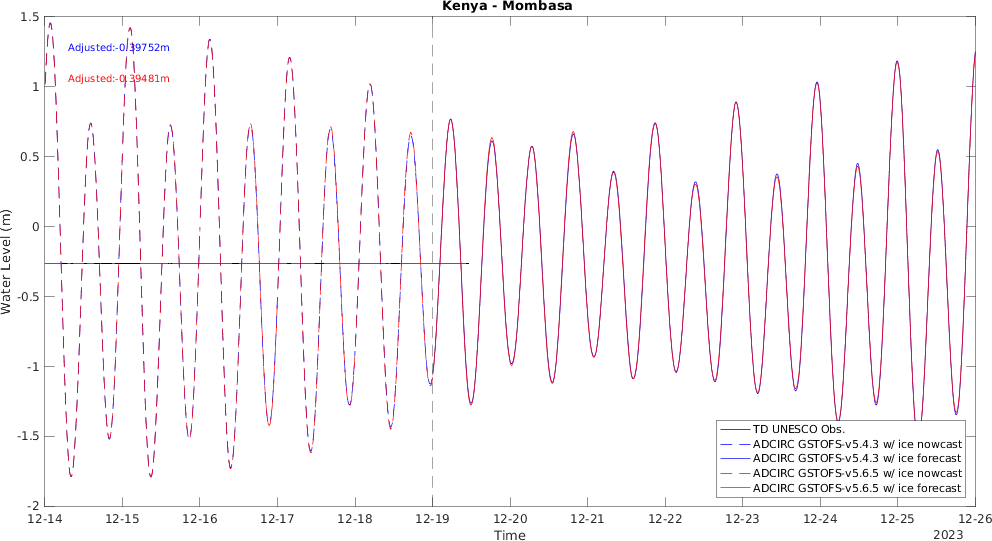 Kenya - Mombasa
Adjusted:-0.39752m
Adjusted:-0.39481m
Water Level (m)
1.5
1
0.5
0
-0.5
-1
-1.5
-2
12-14 12-15 12-16 12-17 12-18 12-19 12-20 12-21 12-22 12-23 12-24 12-25 12-26
Time
2023
TD UNESCO Obs.
ADCIRC GSTOFS-v5.4.3 w/ ice nowcast
ADCIRC GSTOFS-v5.4.3 w/ ice forecast
ADCIRC GSTOFS-v5.6.5 w/ ice nowcast
ADCIRC GSTOFS-v5.6.5 w/ ice forecast